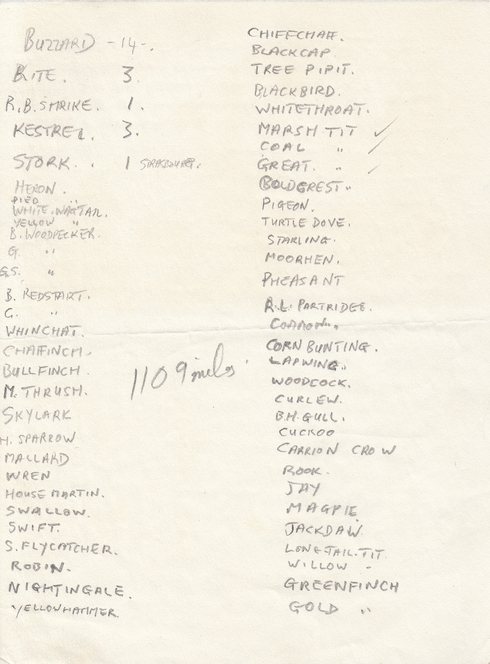 BUZZARD -14-.
KITE. 3.
R.B. SHRIKE. 1.
KESTREL. 3.
STORK. . 1 STRASBOURG.
HERON.
PIED "
WHITE. WAGTAIL.
YELLOW "
B. WOODPECKER.
G. "
G.S. "
B. REDSTART.
C. "
WHINCHAT.
CHAFFINCH.
BULLFINCH.
M. THRUSH.
SKYLARK
H. SPARROW
MALLARD
WREN
HOUSE MARTIN.
SWALLOW.
SWIFT.
S. FLYCATCHER.
ROBIN.
NIGHTINGALE.
YELLOWHAMMER.
1109 miles.
CHIFFCHAFF.
BLACKCAP.
TREE PIPIT.
BLACKBIRD.
WHITETHROAT.
MARSH TIT ✓
COAL " ✓
GREAT. " ✓
GOLDCREST "
PIGEON.
TURTLE DOVE.
STARLING.
MOORHEN.
PHEASANT
R.L. PARTRIDGE.
COMMON "
CORN BUNTING.
LAPWING.
WOODCOCK.
CURLEW.
B.H. GULL.
CUCKOO
CARRION CROW
ROOK.
JAY
MAGPIE
JACKDAW
LONG TAIL. TIT.
WILLOW "
GREENFINCH
GOLD "